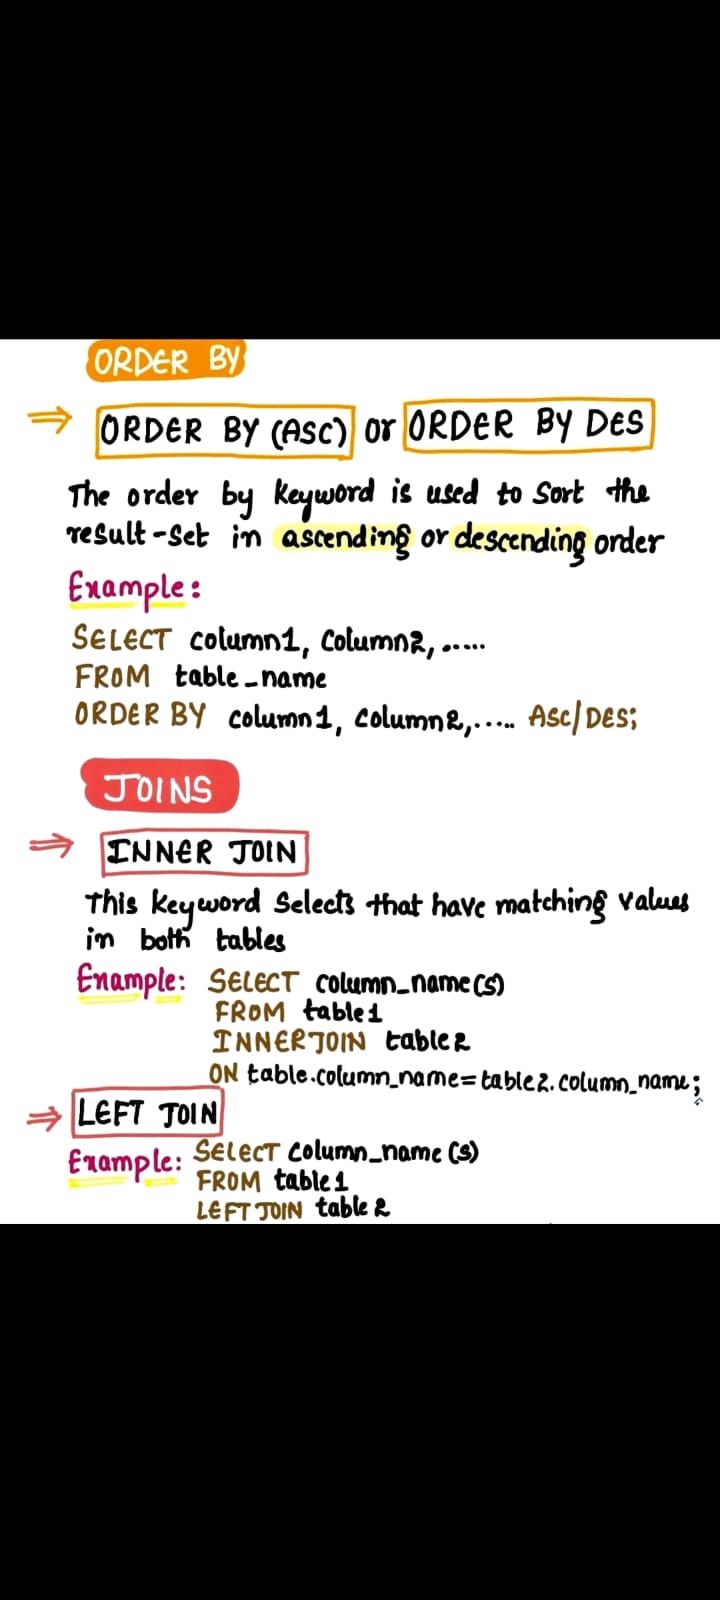 ORDER BY
⇒ ORDER BY (ASC) or ORDER BY DES
The order by keyword is used to sort the
result-set in ascending or descending order
Example:
SELECT column1, column2, .....
FROM table_name
ORDER BY column1, column2, ..... ASC/DES;
JOINS
⇒ INNER JOIN
This keyword selects that have matching values
in both tables
Example: SELECT column_name(s)
FROM table1
INNER JOIN table2
ON table.column_name=table2.column_name;
⇒ LEFT JOIN
Example: SELECT column_name(s)
FROM table1
LEFT JOIN table2